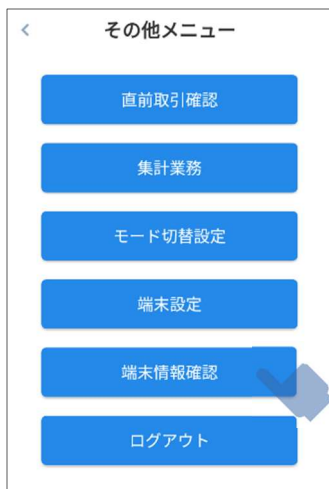 その他メニュー
直前取引確認
集計業務
モード切替設定
端末設定
端末情報確認
ログアウト